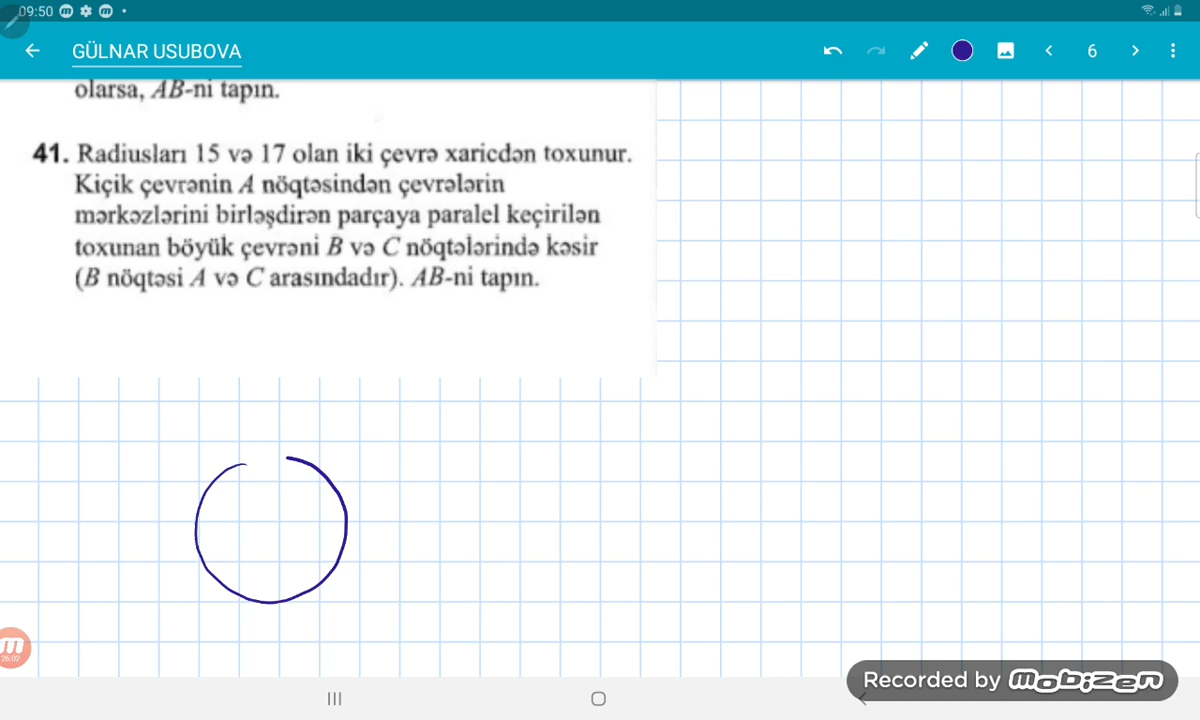 09:50
GÜLNAR USUBOVA
6
olarsa, AB-ni tapın.
41. Radiusları 15 və 17 olan iki çevrə xaricdən toxunur.
Kiçik çevrənin A nöqtəsindən çevrələrin
mərkəzlərini birləşdirən parçaya paralel keçirilən
toxunan böyük çevrəni B və C nöqtələrində kəsir
(B nöqtəsi A və C arasındadır). AB-ni tapın.
26:02
Recorded by mobizen